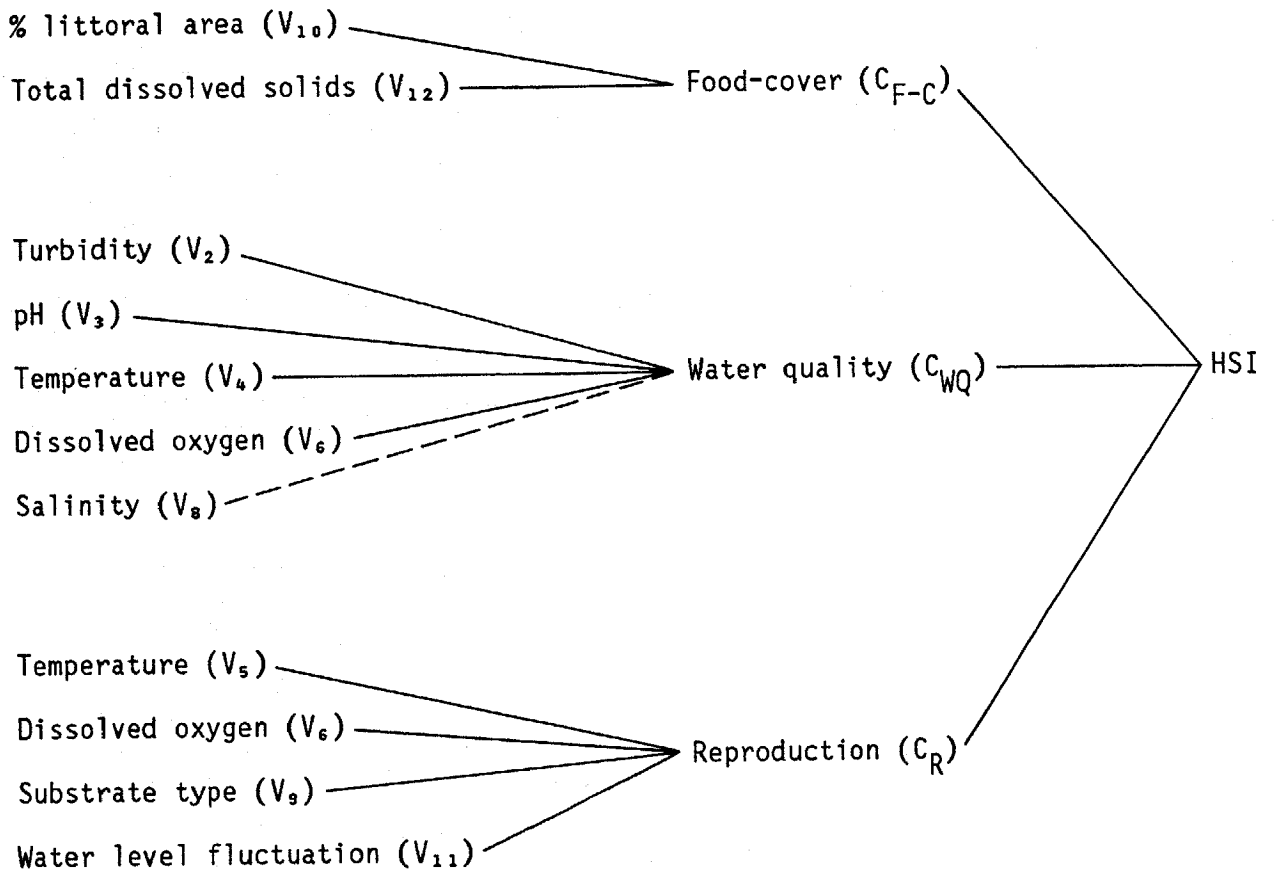 % littoral area (V₁₀)
Total dissolved solids (V₁₂)
Food-cover (C_F-C)
Turbidity (V₂)
pH (V₃)
Temperature (V₄)
Dissolved oxygen (V₆)
Salinity (V₈)
Water quality (C_WQ)
HSI
Temperature (V₅)
Dissolved oxygen (V₆)
Substrate type (V₉)
Water level fluctuation (V₁₁)
Reproduction (C_R)